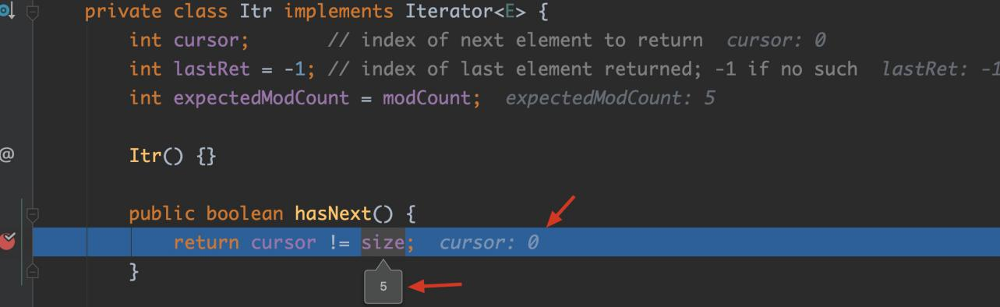 private class Itr implements Iterator<E> {
int cursor; // index of next element to return cursor: 0
int lastRet = -1; // index of last element returned; -1 if no such lastRet: -1
int expectedModCount = modCount; expectedModCount: 5
@
Itr() {}
public boolean hasNext() {
return cursor != size; cursor: 0
}
5